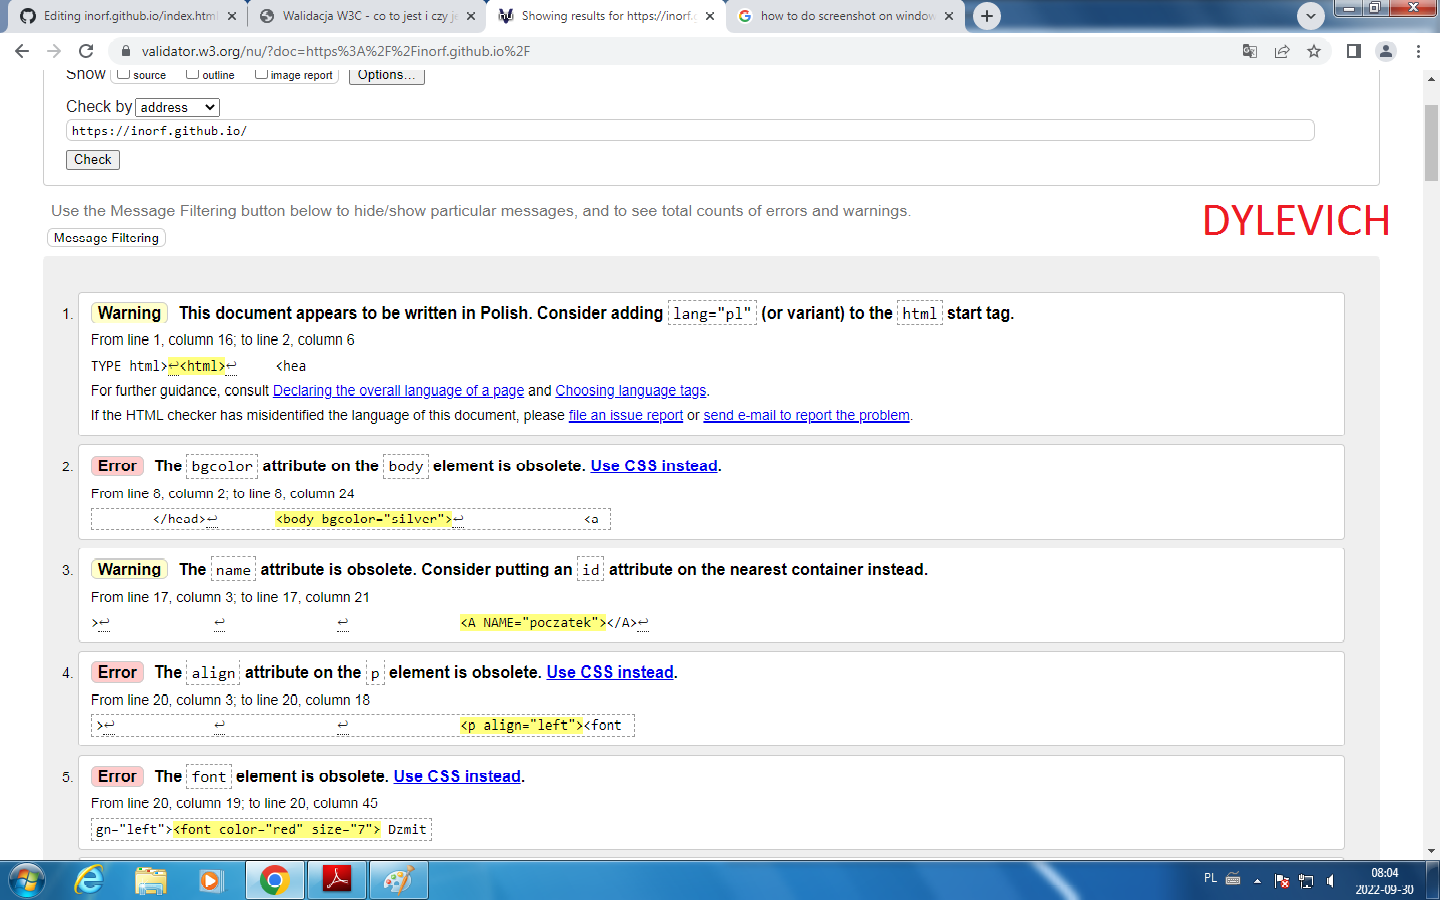 Editing inorf.github.io/index.html
Walidacja W3C - co to jest i czy je
Showing results for https://inorf.g
how to do screenshot on window
validator.w3.org/nu/?doc=https%3A%2F%2Finorf.github.io%2F
Show source outline image report Options...
Check by address
https://inorf.github.io/
Check
Use the Message Filtering button below to hide/show particular messages, and to see total counts of errors and warnings.
DYLEVICH
Message Filtering
1. Warning This document appears to be written in Polish. Consider adding lang="pl" (or variant) to the html start tag.
From line 1, column 16; to line 2, column 6
TYPE html>↩<html>↩ <hea
For further guidance, consult Declaring the overall language of a page and Choosing language tags.
If the HTML checker has misidentified the language of this document, please file an issue report or send e-mail to report the problem.
2. Error The bgcolor attribute on the body element is obsolete. Use CSS instead.
From line 8, column 2; to line 8, column 24
</head>↩ <body bgcolor="silver">↩ <a
3. Warning The name attribute is obsolete. Consider putting an id attribute on the nearest container instead.
From line 17, column 3; to line 17, column 21
>↩ ↩ ↩ <A NAME="poczatek"></A>↩
4. Error The align attribute on the p element is obsolete. Use CSS instead.
From line 20, column 3; to line 20, column 18
>↩ ↩ ↩ <p align="left"><font
5. Error The font element is obsolete. Use CSS instead.
From line 20, column 19; to line 20, column 45
gn="left"><font color="red" size="7"> Dzmit
PL
08:04
2022-09-30